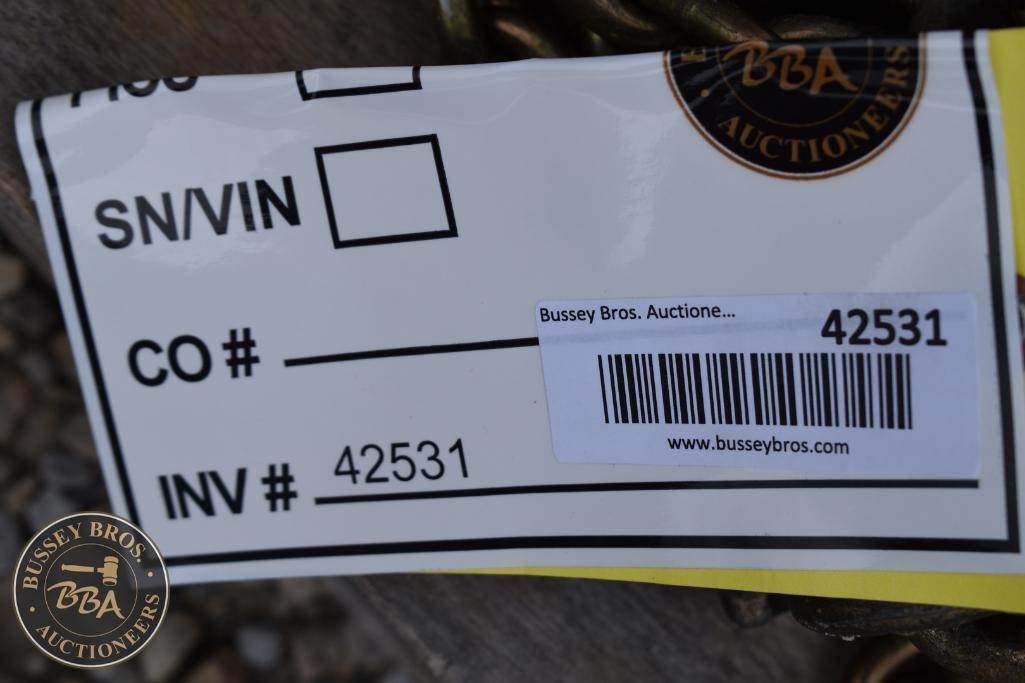 BBA
AUCTIONEERS
SN/VIN
CO #
Bussey Bros. Auctione...
42531
www.busseybros.com
INV # 42531
BUSSEY BROS.
BBA
AUCTIONEERS